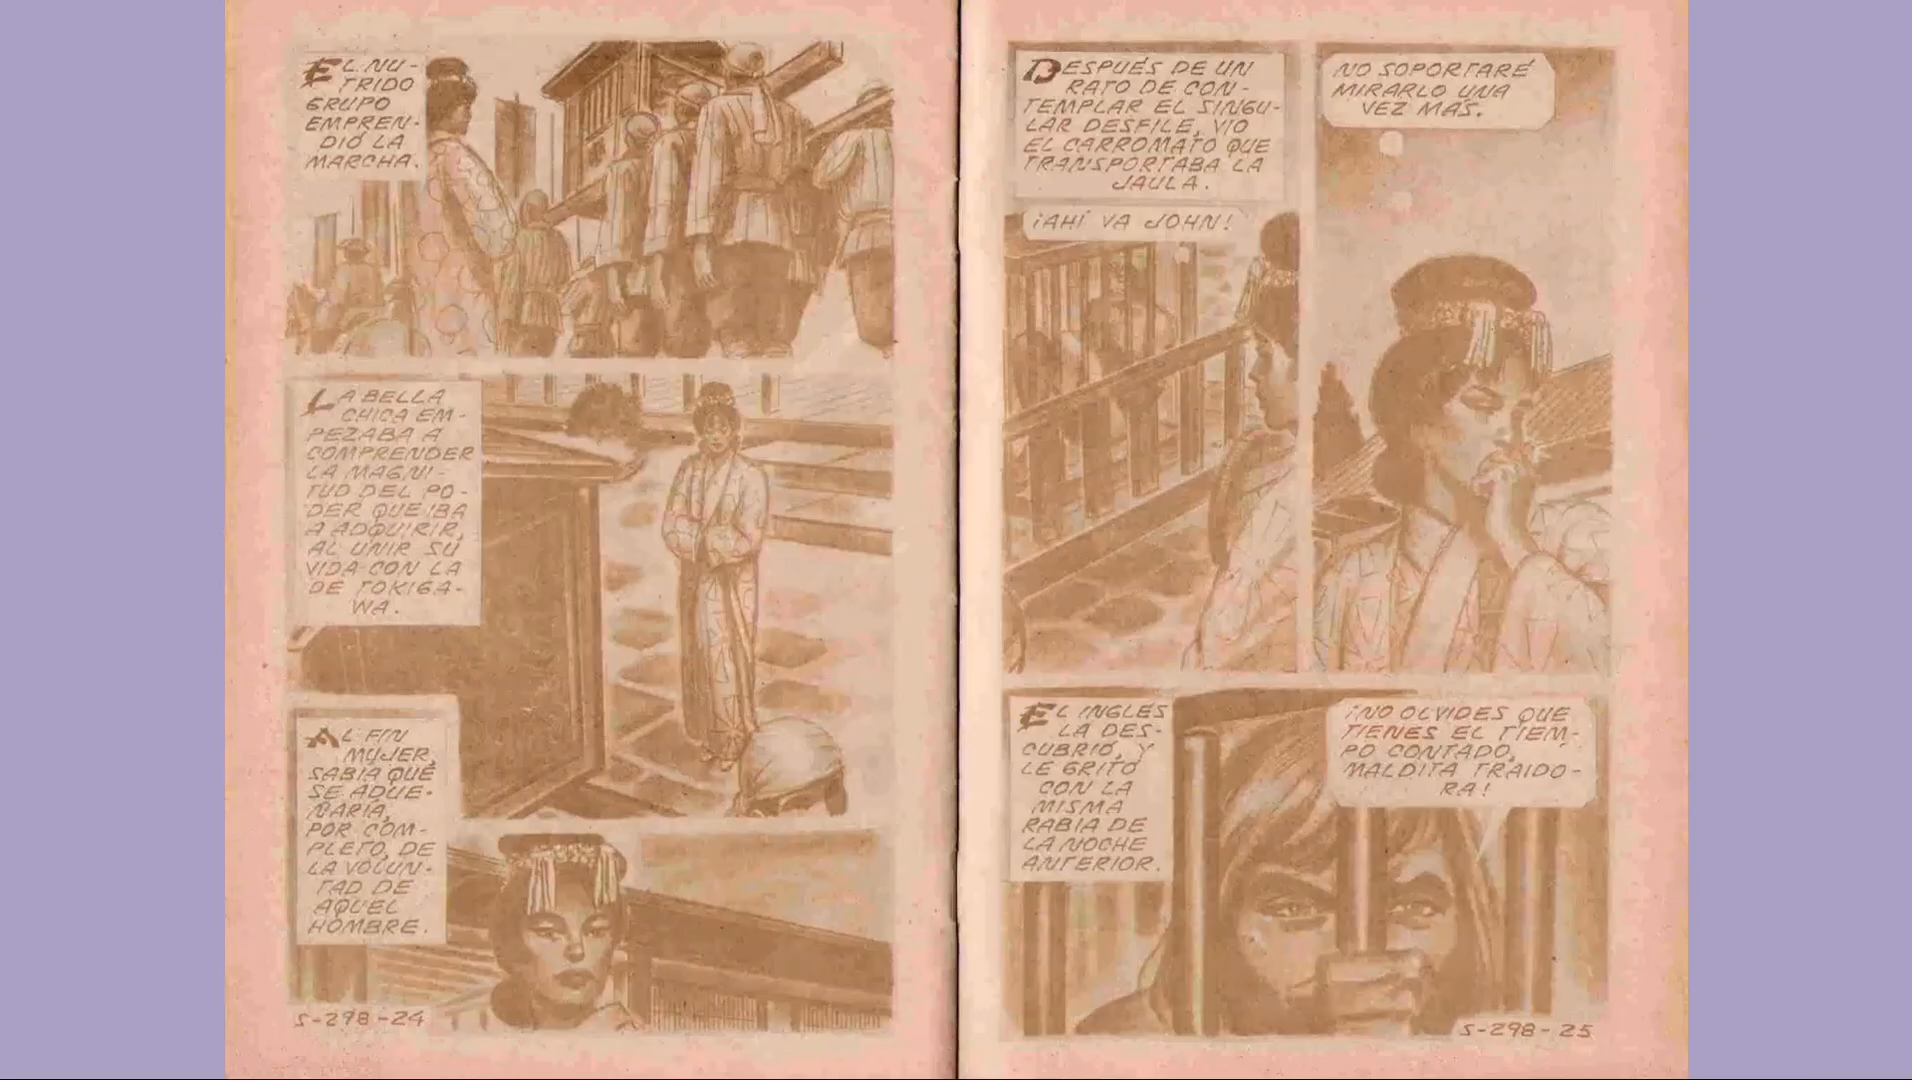 EL NU-
TRIDO
GRUPO
EMPREN-
DIÓ LA
MARCHA.
LA BELLA
CHICA EM-
PEZABA A
COMPRENDER
LA MAGNI-
TUD DEL PO-
DER QUE IBA
A ADQUIRIR,
AL UNIR SU
VIDA CON LA
DE TOKIGA-
WA.
AL FIN
MUJER,
SABIA QUE
SE ADUE-
ÑARÍA,
POR COM-
PLETO, DE
LA VOLUN-
TAD DE
AQUEL
HOMBRE.
S-298-24
DESPUÉS DE UN
RATO DE CON-
TEMPLAR EL SINGU-
LAR DESFILE, VIO
EL CARROMATO QUE
TRANSPORTABA LA
JAULA.
¡AHÍ VA JOHN!
NO SOPORTARÉ
MIRARLO UNA
VEZ MÁS.
EL INGLÉS
LA DES-
CUBRIÓ, Y
LE GRITÓ
CON LA
MISMA
RABIA DE
LA NOCHE
ANTERIOR.
¡NO OLVIDES QUE
TIENES EL TIEM-
PO CONTADO,
MALDITA TRAIDO-
RA!
S-298-25